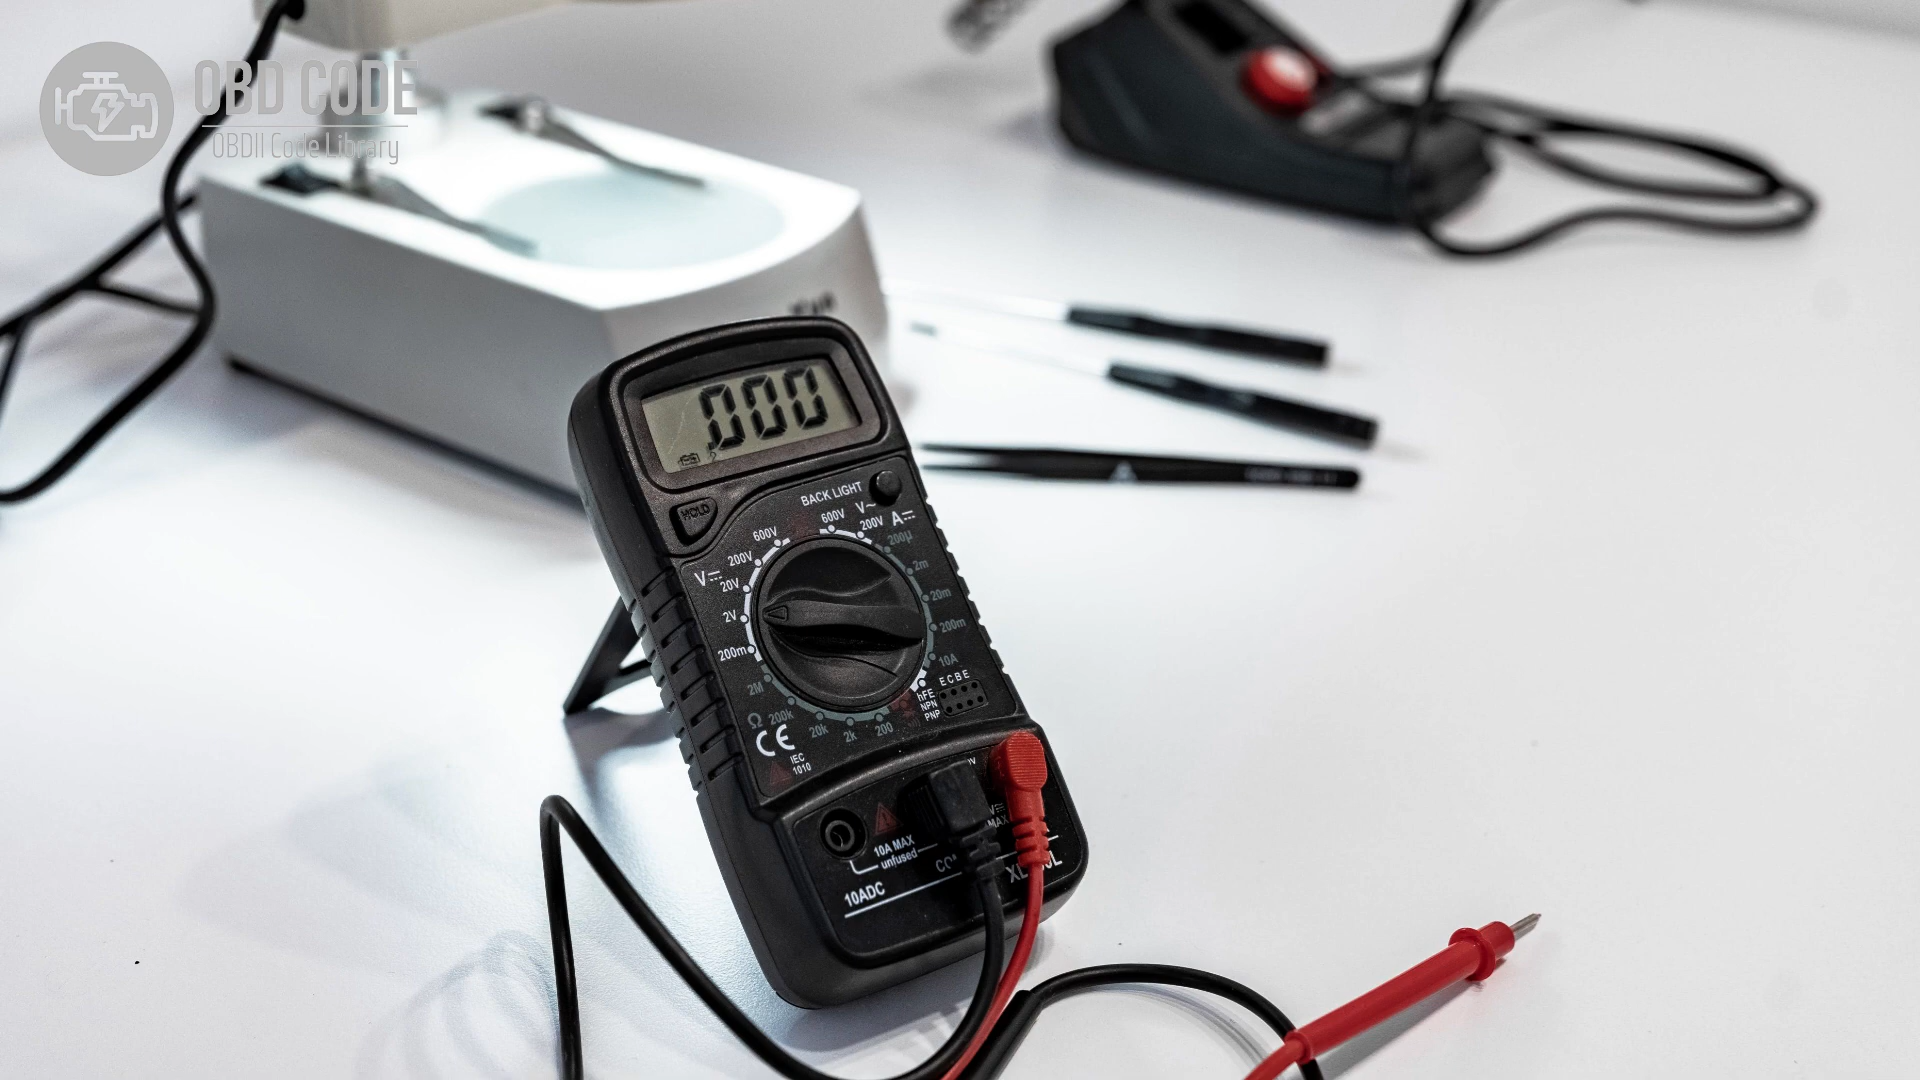 OBD CODE
OBDII Code Library
.000
HOLD
BACK LIGHT
600V
200V
V
20V
2V
200m
600V
V~
200V
A
200µ
2m
20m
200m
10A
hFE
NPN
PNP
E C B E
2M
Ω
200k
20k
2k
200
CE
IEC
1010
10A MAX
unfused
10ADC
MAX